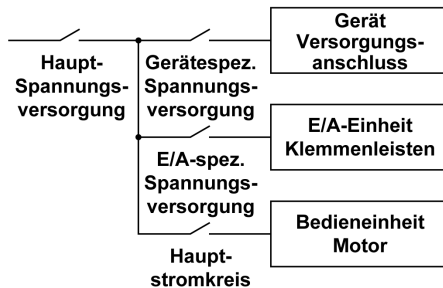 Haupt-
Spannungs-
versorgung
Gerätespez.
Spannungs-
versorgung
Gerät
Versorgungs-
anschluss
E/A-spez.
Spannungs-
versorgung
E/A-Einheit
Klemmenleisten
Haupt-
stromkreis
Bedieneinheit
Motor